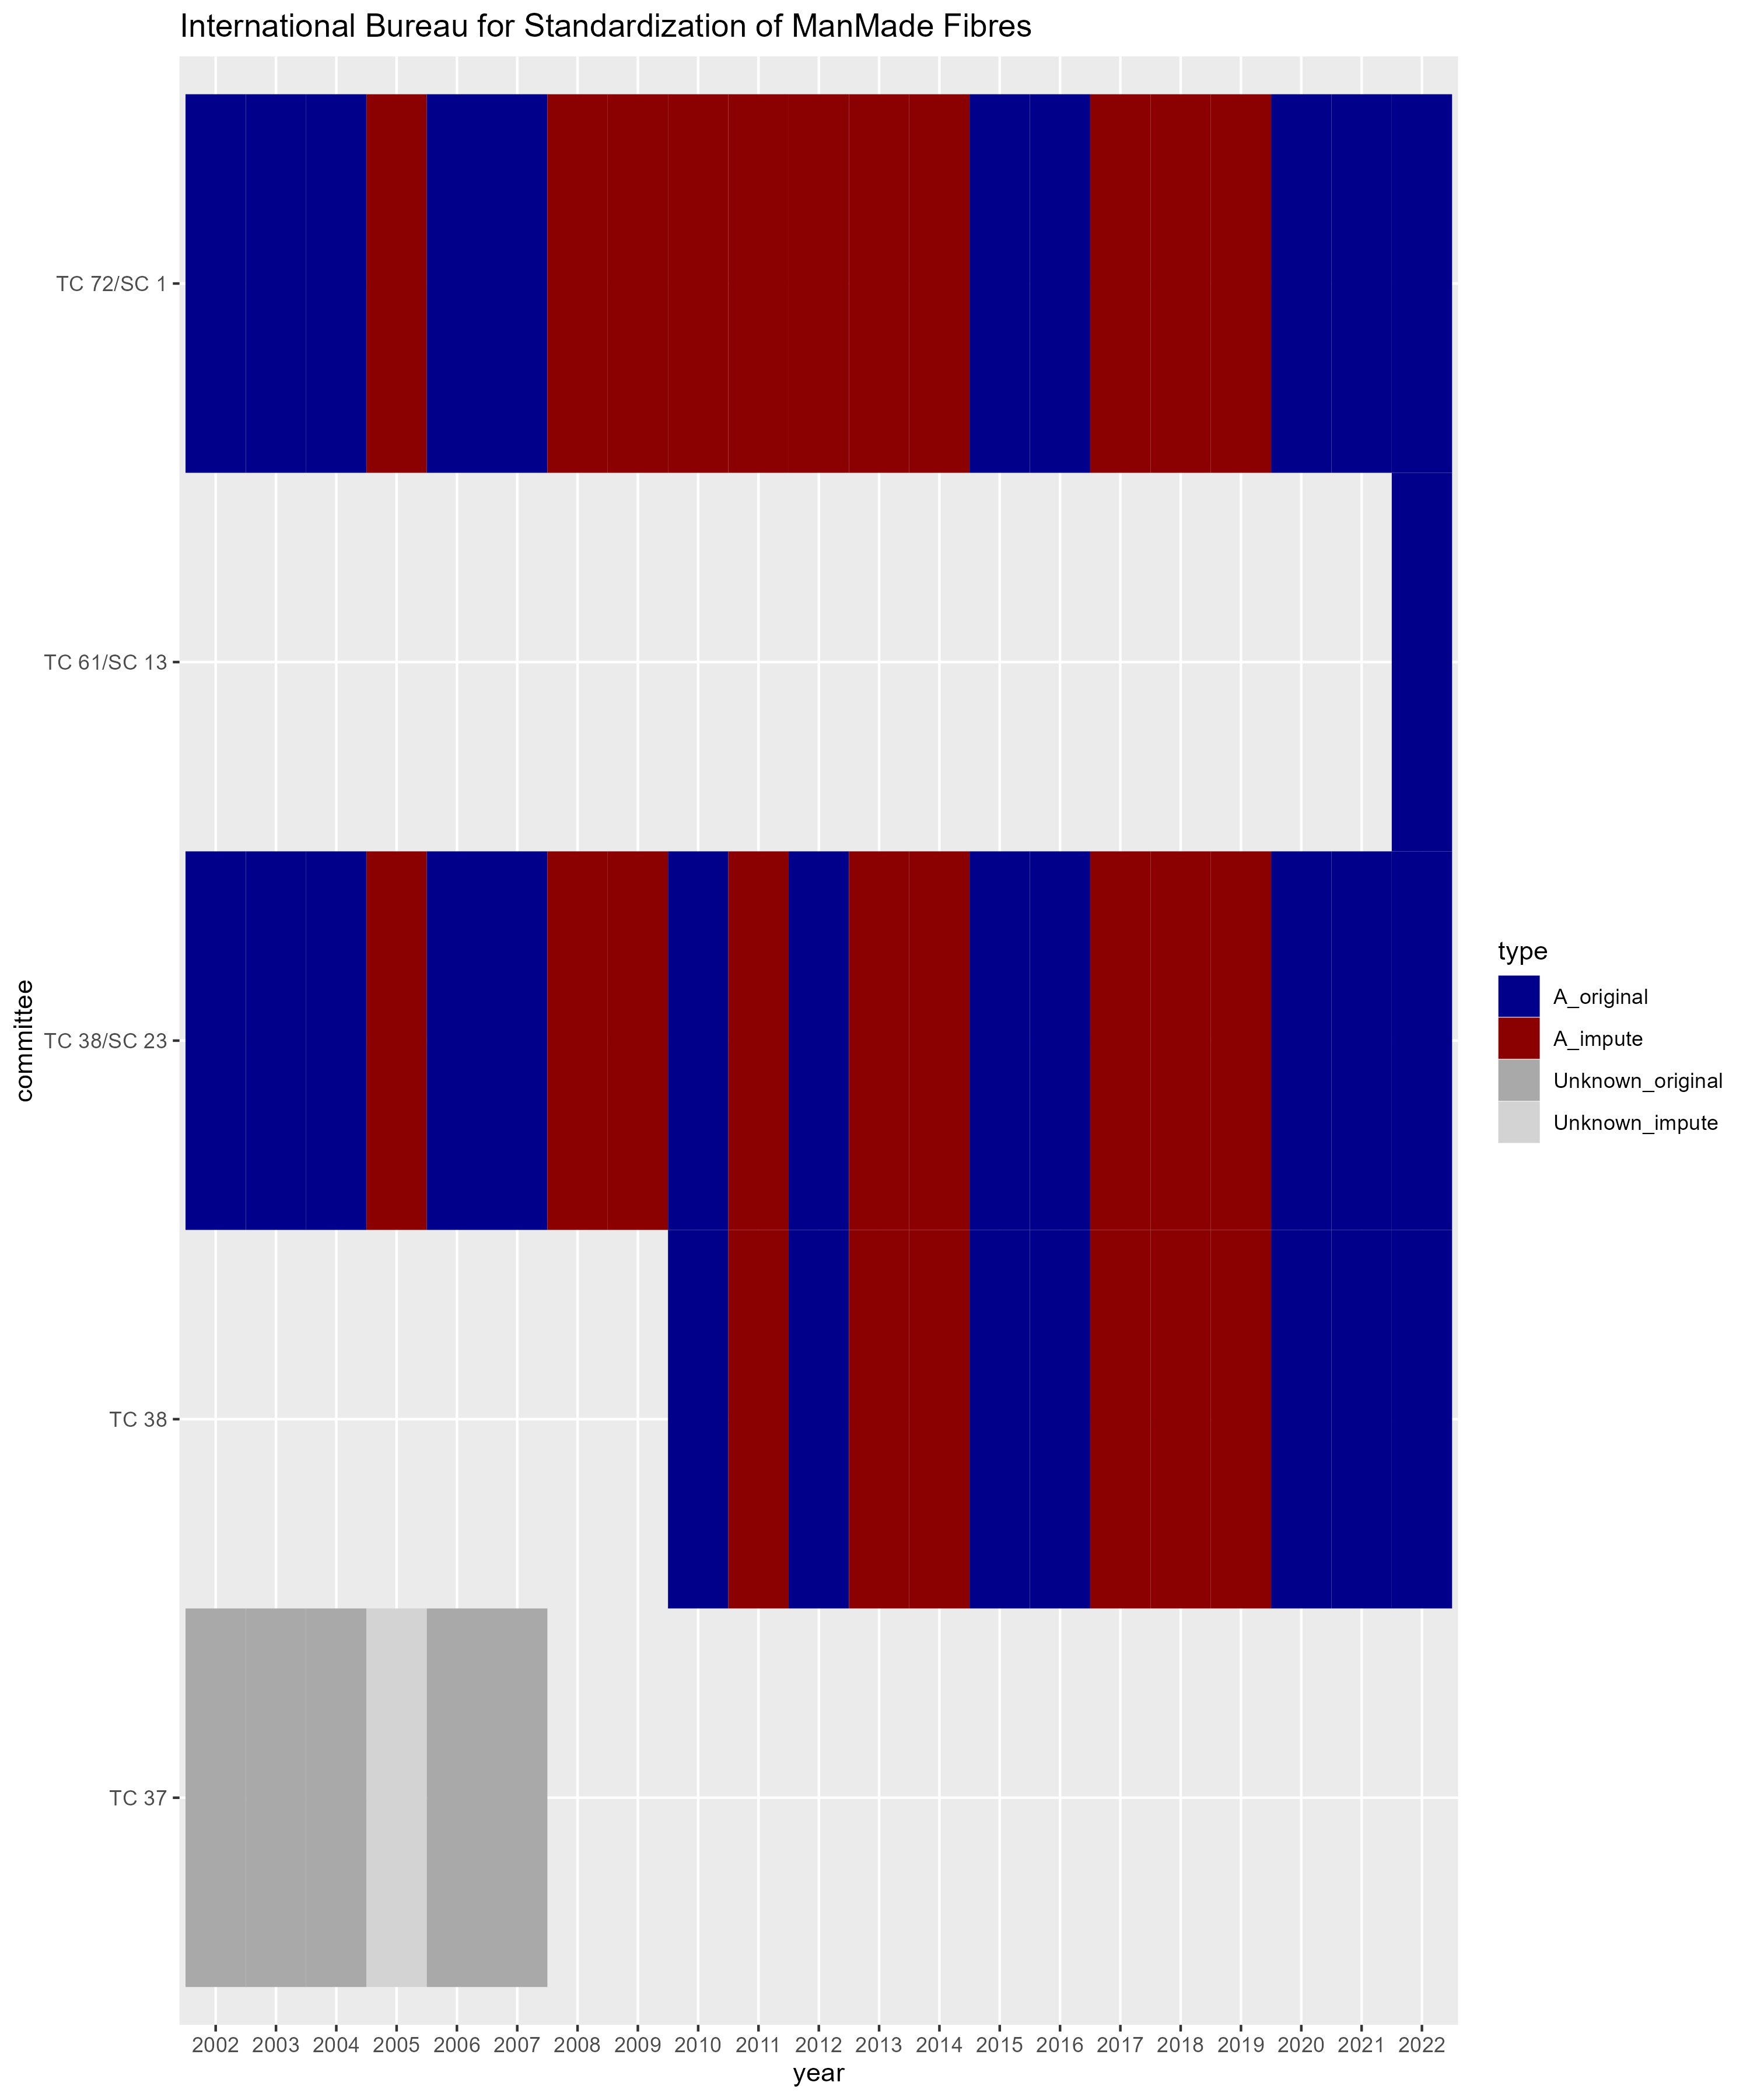 International Bureau for Standardization of ManMade Fibres
committee
TC 72/SC 1
TC 61/SC 13
TC 38/SC 23
TC 38
TC 37
2002 2003 2004 2005 2006 2007 2008 2009 2010 2011 2012 2013 2014 2015 2016 2017 2018 2019 2020 2021 2022
year
type
A_original
A_impute
Unknown_original
Unknown_impute